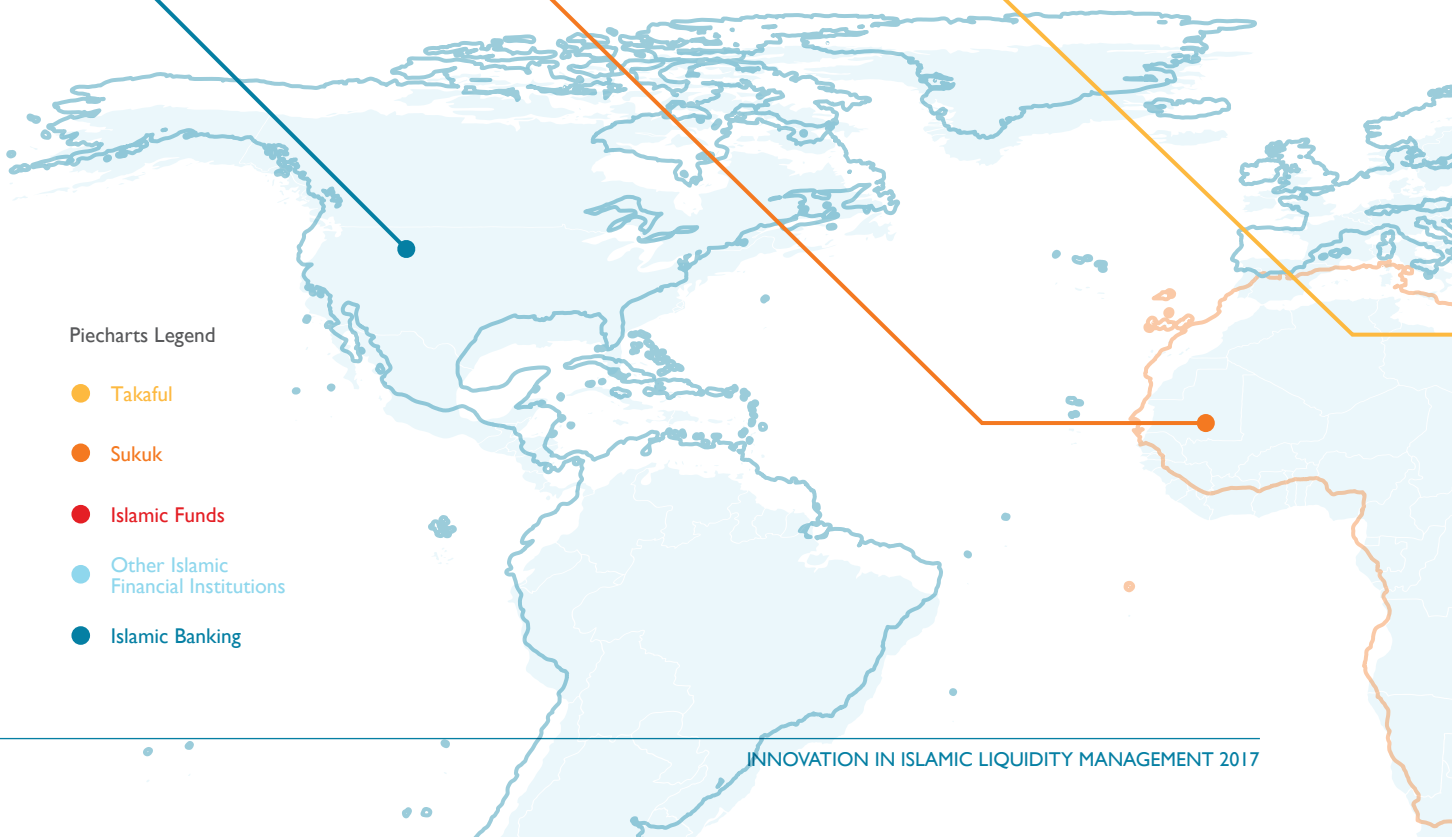 Piecharts Legend
Takaful
Sukuk
Islamic Funds
Other Islamic
Financial Institutions
Islamic Banking
INNOVATION IN ISLAMIC LIQUIDITY MANAGEMENT 2017